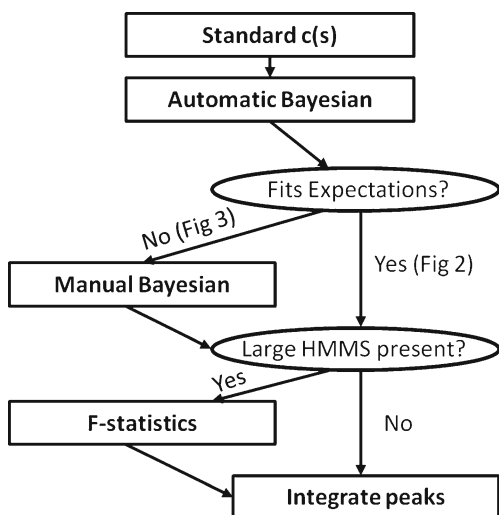 Standard c(s)
Automatic Bayesian
Fits Expectations?
No (Fig 3)
Yes (Fig 2)
Manual Bayesian
Large HMMS present?
Yes
F-statistics
No
Integrate peaks